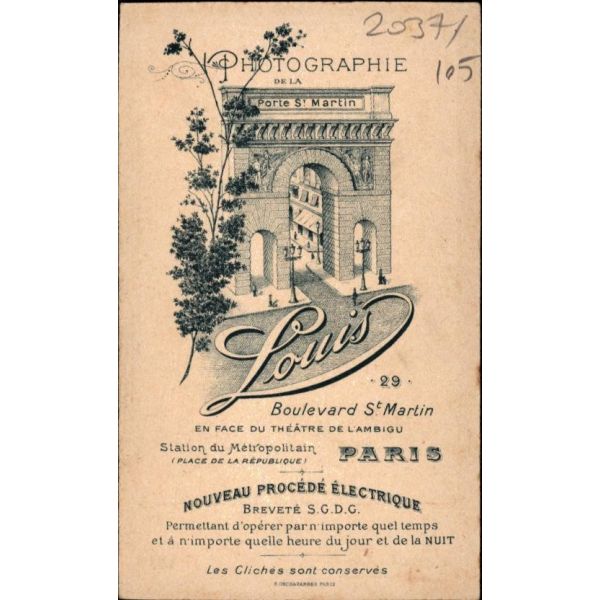 20371
105
PHOTOGRAPHIE
DE LA
Porte St Martin
Louis
· 29 ·
Boulevard St Martin
EN FACE DU THÉÂTRE DE L'AMBIGU
Station du Métropolitain
(PLACE DE LA RÉPUBLIQUE)
PARIS
NOUVEAU PROCÉDÉ ÉLECTRIQUE
BREVETÉ S.G.D.G.
Permettant d'opérer par n'importe quel temps
et á n'importe quelle heure du jour et de la NUIT
Les Clichés sont conservés